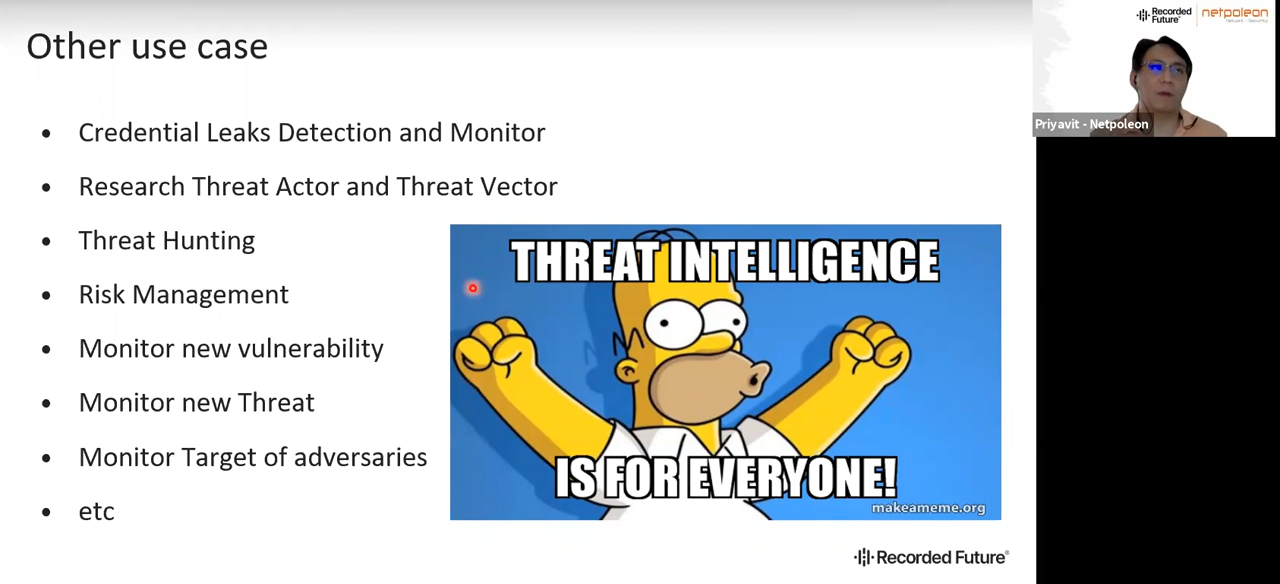 Other use case
Credential Leaks Detection and Monitor
Research Threat Actor and Threat Vector
Threat Hunting
Risk Management
Monitor new vulnerability
Monitor new Threat
Monitor Target of adversaries
etc
THREAT INTELLIGENCE
IS FOR EVERYONE!
makeameme.org
Recorded Future®
Recorded
Future®
netpoleon
Network - Security
Priyavit - Netpoleon